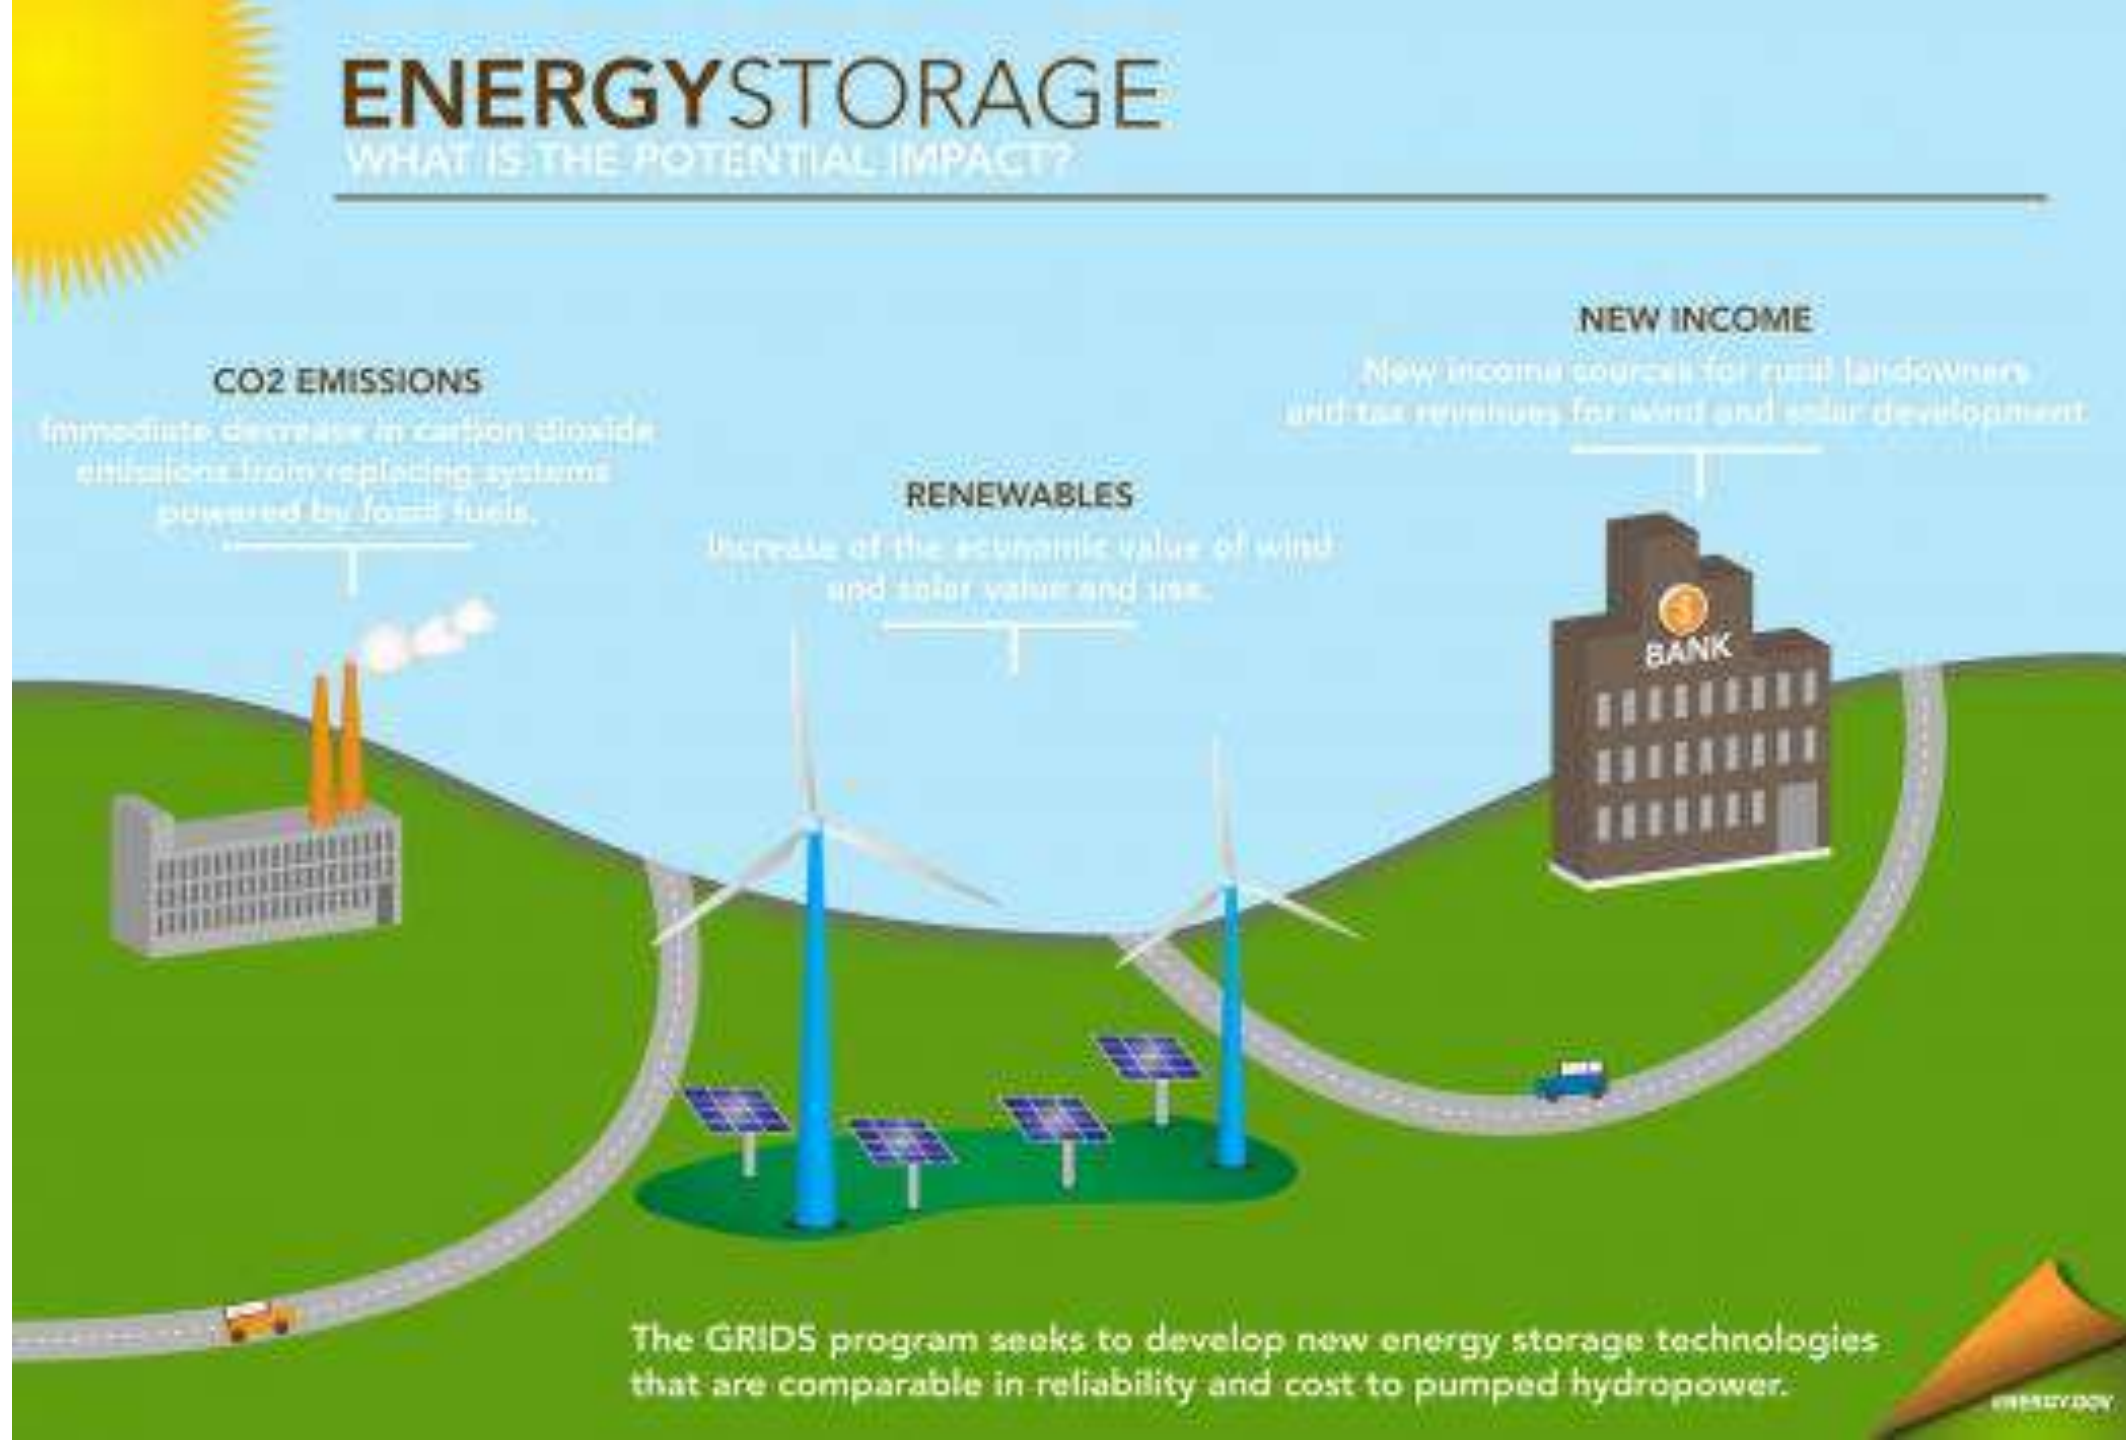 ENERGYSTORAGE
WHAT IS THE POTENTIAL IMPACT?
CO2 EMISSIONS
Immediate decrease in carbon dioxide
emissions from replacing systems
powered by fossil fuels.
RENEWABLES
Increase of the economic value of wind
and solar value and use.
NEW INCOME
New income sources for rural landowners
and tax revenues for wind and solar development
BANK
The GRIDS program seeks to develop new energy storage technologies
that are comparable in reliability and cost to pumped hydropower.
ENERGY.GOV